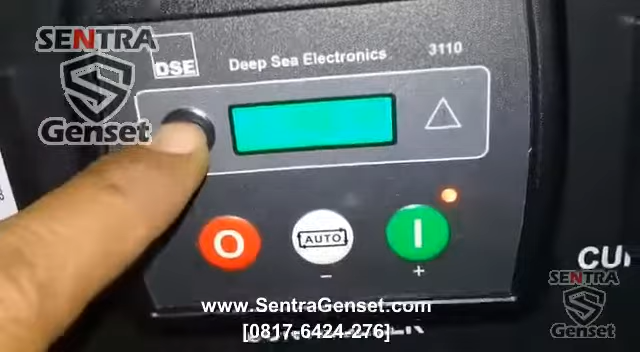 SENTRA
Genset
DSE
Deep Sea Electronics
3110
O
AUTO
I
−
+
SENTRA
Genset
www.SentraGenset.com
[0817-6424-276]